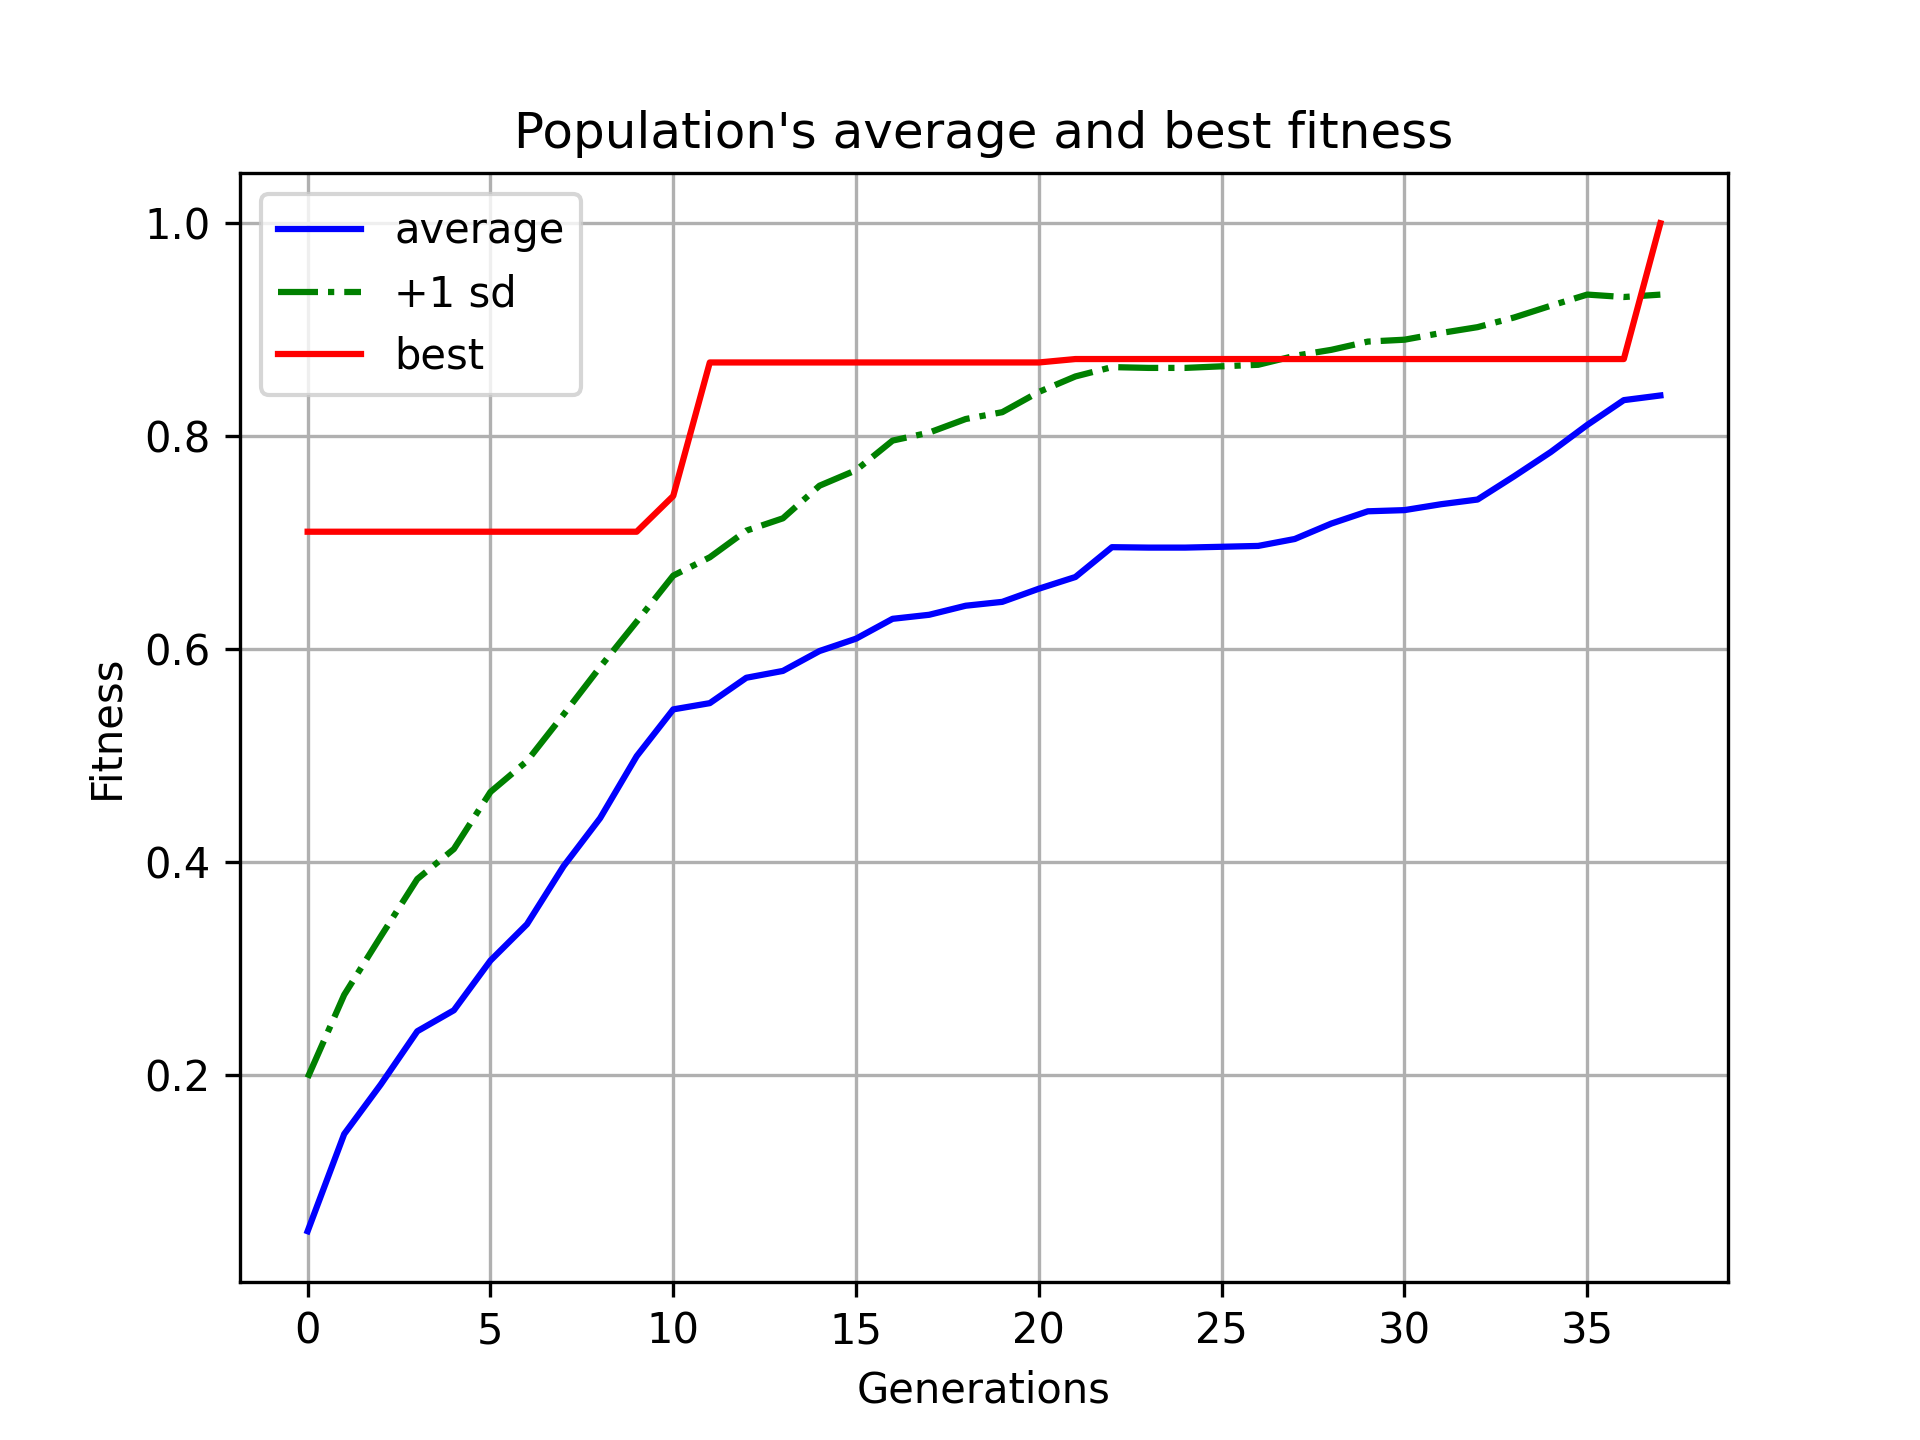 Population's average and best fitness
average
+1 sd
best
1.0
0.8
0.6
0.4
0.2
Fitness
0 5 10 15 20 25 30 35
Generations